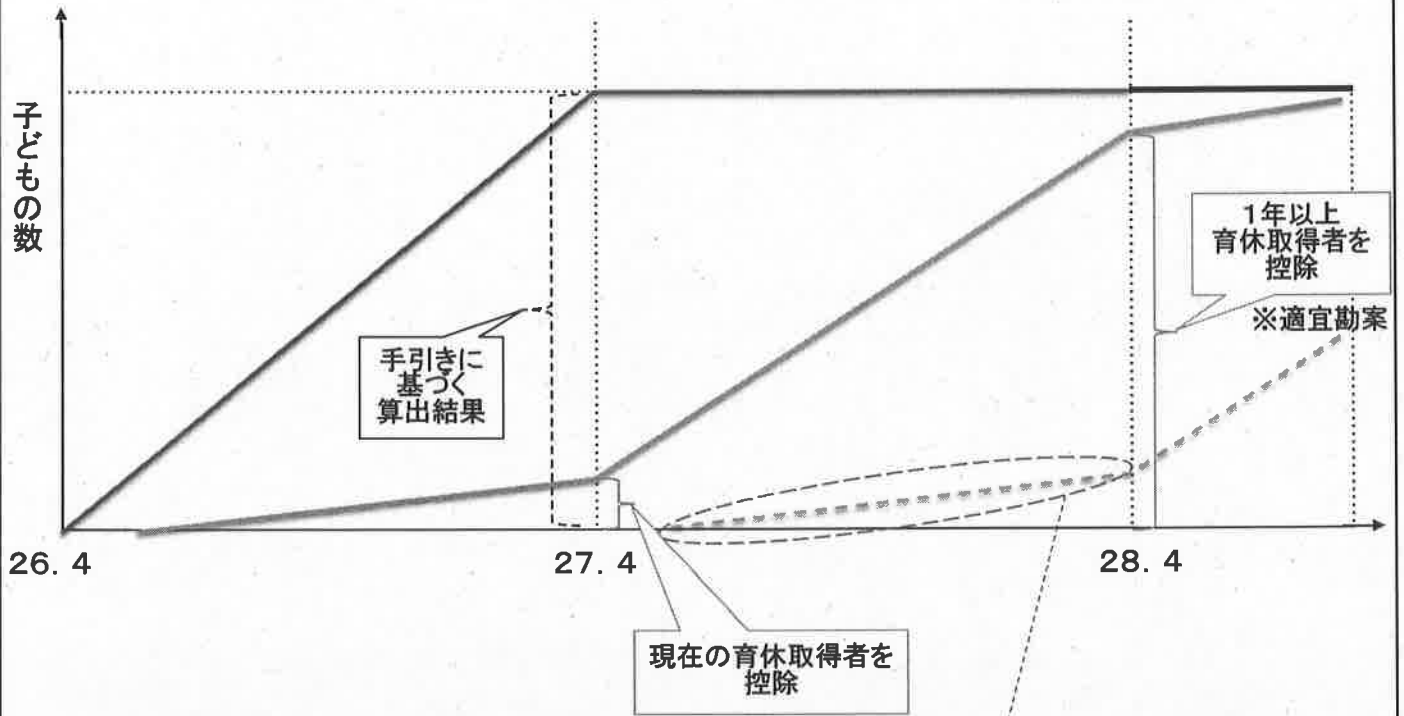 子どもの数
1年以上
育休取得者を
控除
※適宜勘案
手引きに
基づく
算出結果
26.4
27.4
28.4
現在の育休取得者を
控除